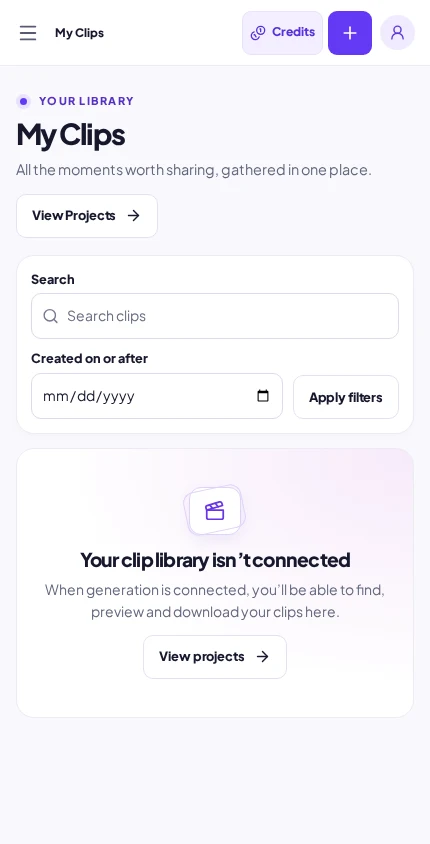 My Clips
Credits
YOUR LIBRARY
My Clips
All the moments worth sharing, gathered in one place.
View Projects
Search
Search clips
Created on or after
mm/dd/yyyy
Apply filters
Your clip library isn’t connected
When generation is connected, you’ll be able to find,
preview and download your clips here.
View projects